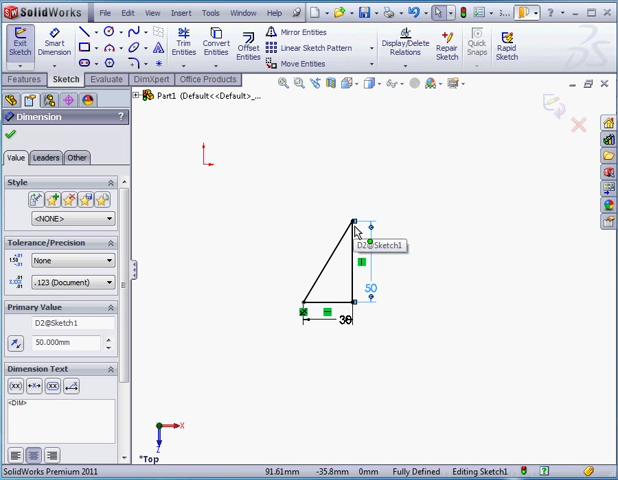 SolidWorks File Edit View Insert Tools Window Help
Exit Sketch
Smart Dimension
Trim Entities
Convert Entities
Offset Entities
Mirror Entities
Linear Sketch Pattern
Move Entities
Display/Delete Relations
Repair Sketch
Quick Snaps
Rapid Sketch
Features Sketch Evaluate DimXpert Office Products
Part1 (Default<<Default>_...
Dimension
?
Value Leaders Other
Style
<NONE>
Tolerance/Precision
None
.123 (Document)
Primary Value
D2@Sketch1
50.000mm
Dimension Text
<DIM>
D2@Sketch1
50
30
X
Z
*Top
SolidWorks Premium 2011 91.61mm -35.8mm 0mm Fully Defined Editing Sketch1